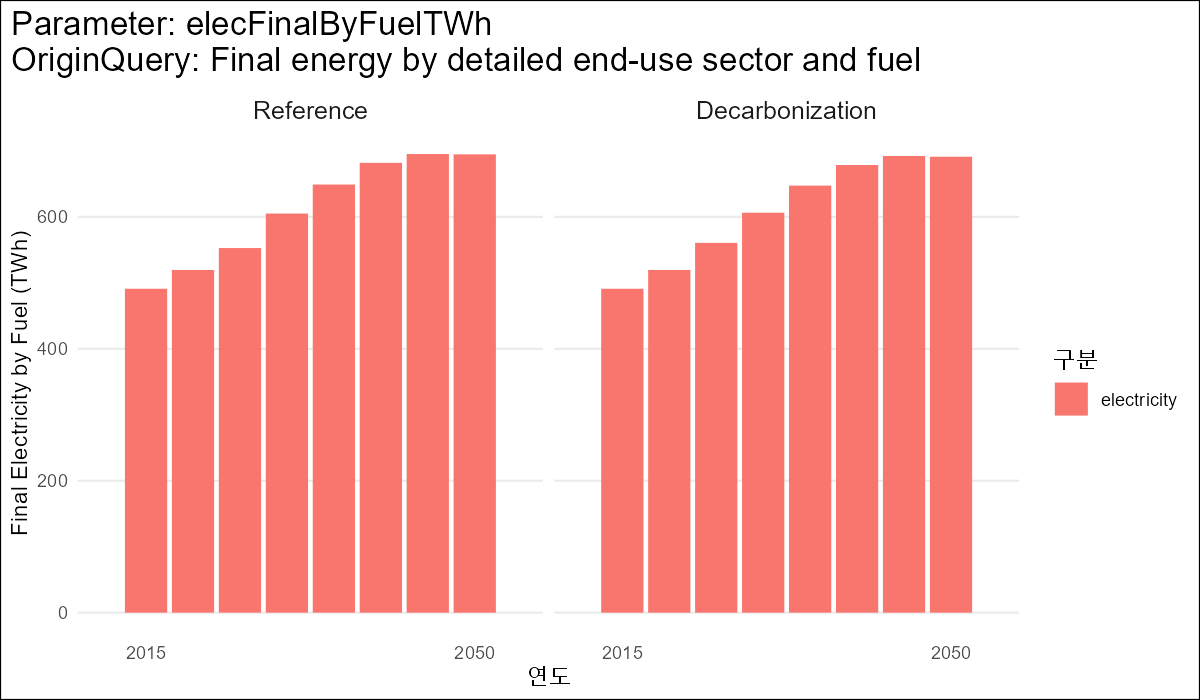 Parameter: elecFinalByFuelTWh
OriginQuery: Final energy by detailed end-use sector and fuel
Reference
Decarbonization
Final Electricity by Fuel (TWh)
600
400
200
0
2015
2050
2015
2050
연도
구분
electricity